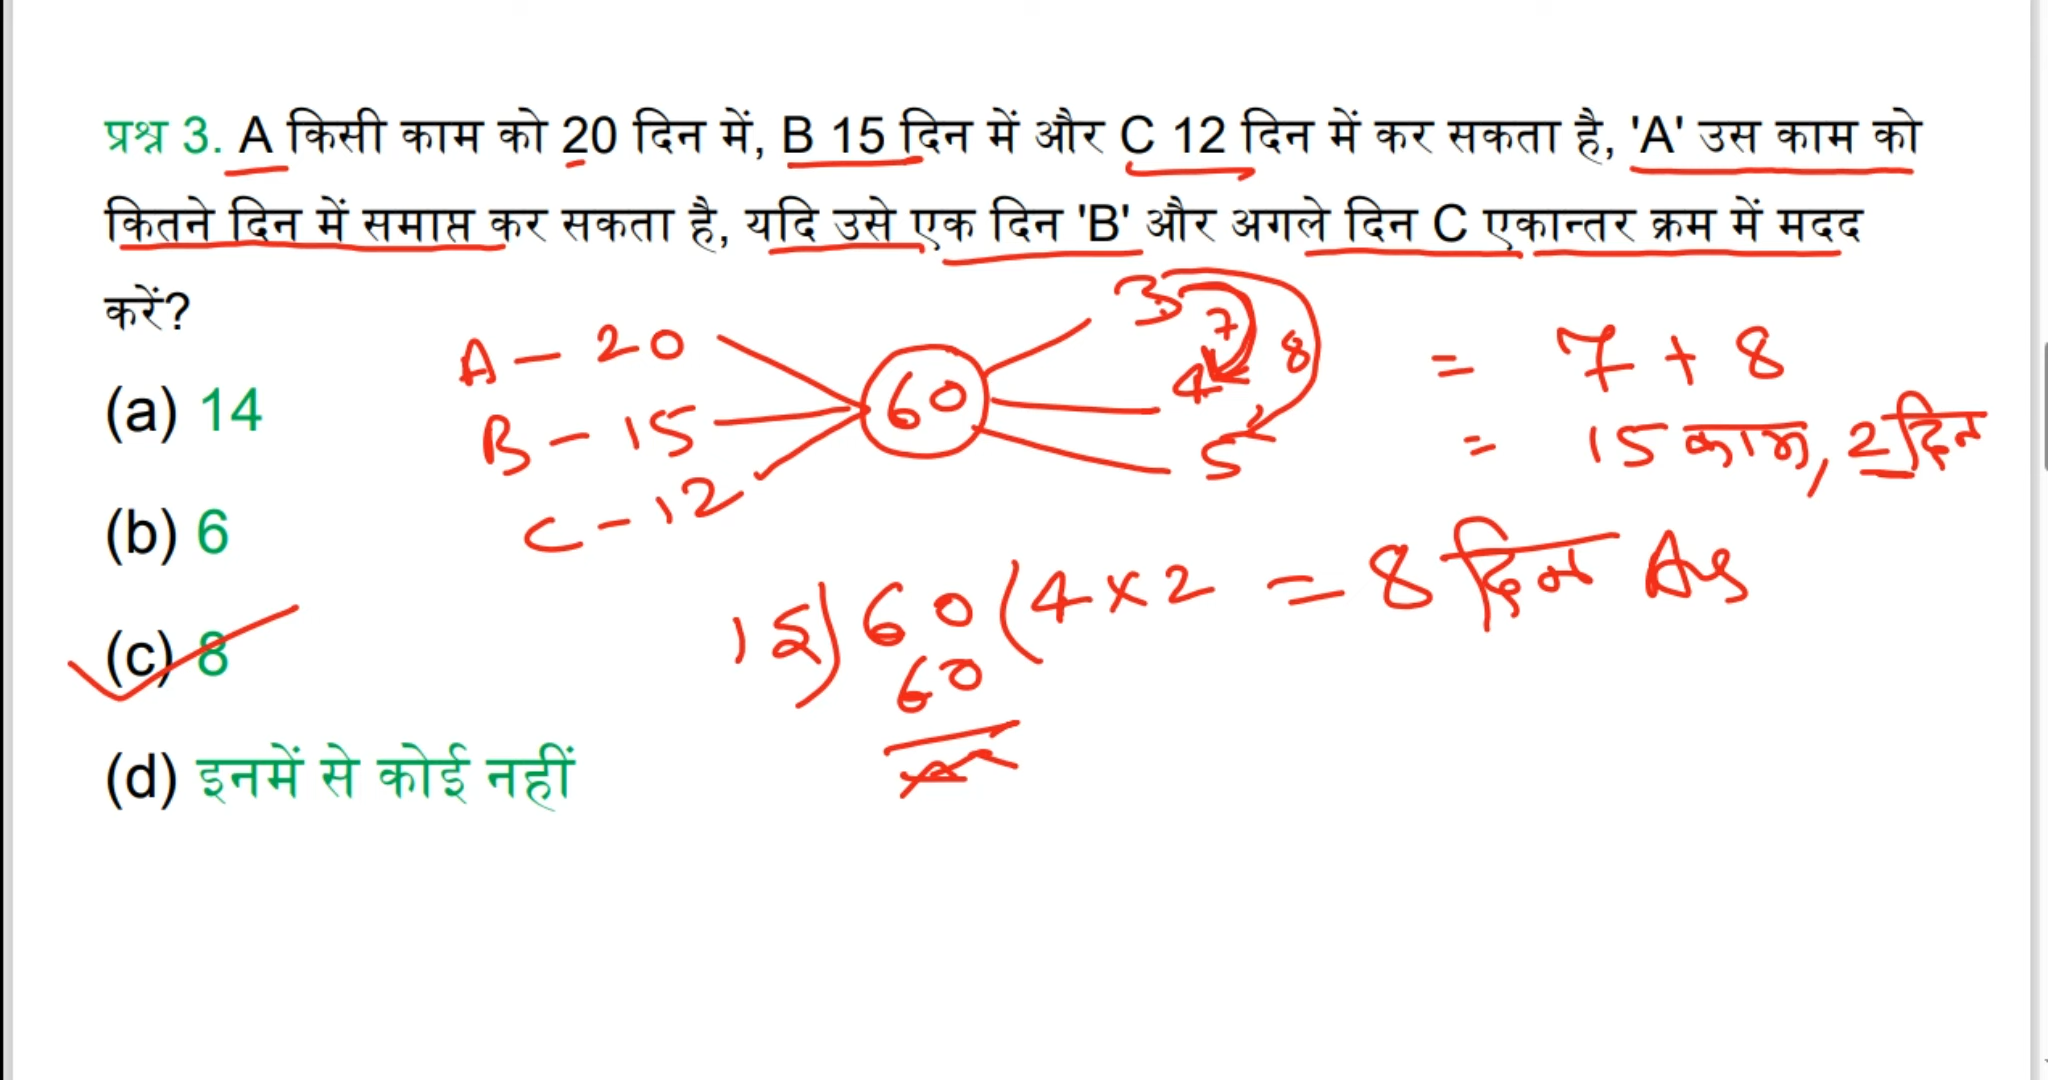 प्रश्न 3. A किसी काम को 20 दिन में, B 15 दिन में और C 12 दिन में कर सकता है, 'A' उस काम को
कितने दिन में समाप्त कर सकता है, यदि उसे एक दिन 'B' और अगले दिन C एकान्तर क्रम में मदद
करें?
(a) 14
(b) 6
(c) 8
(d) इनमें से कोई नहीं
A - 20
B - 15
C - 12
60
3
7
4
8
5
= 7 + 8
= 15 काम, 2 दिन
15) 60 (4 x 2 = 8 दिन Ans
60